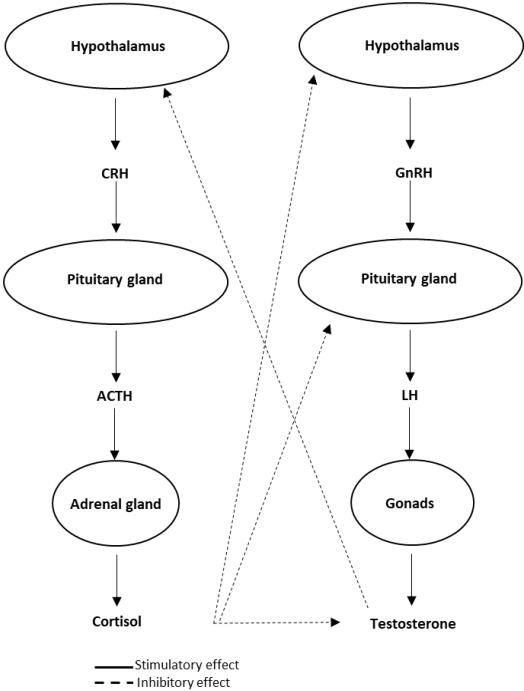 Hypothalamus
Hypothalamus
CRH
GnRH
Pituitary gland
Pituitary gland
ACTH
LH
Adrenal gland
Gonads
Cortisol
Testosterone
Stimulatory effect
Inhibitory effect